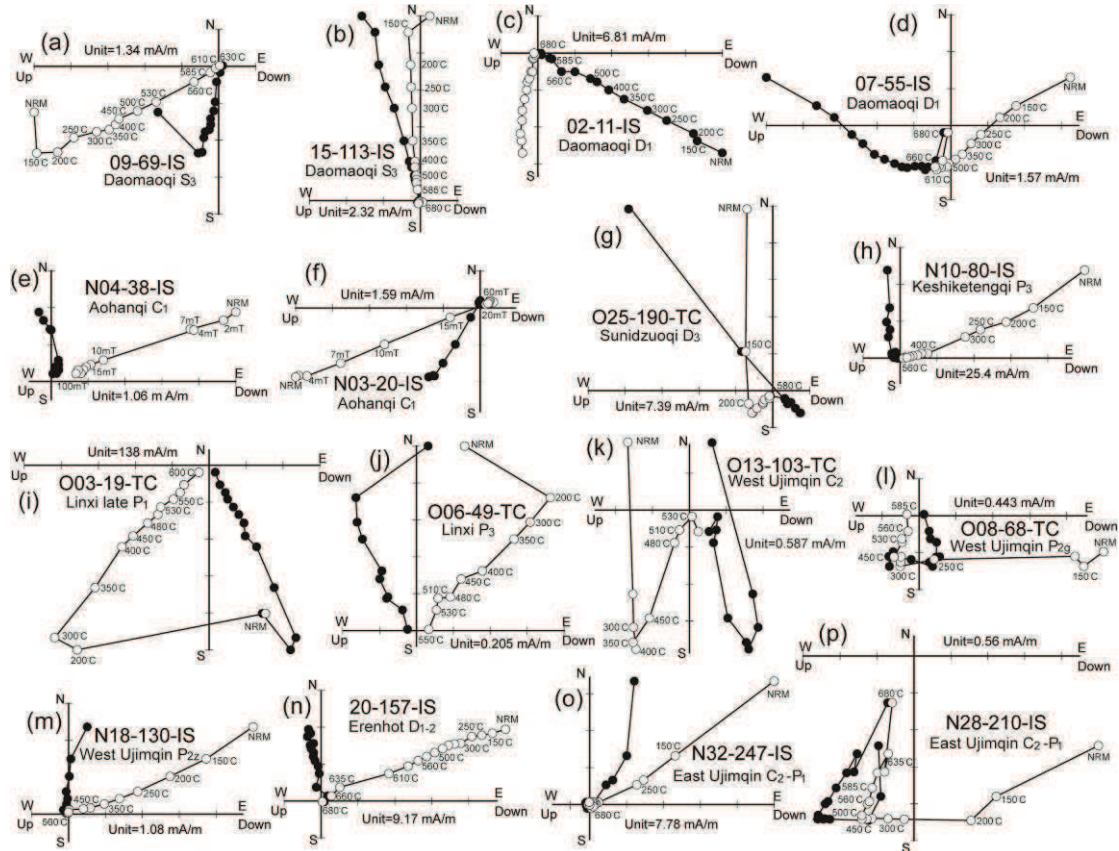 (a)
N
W
E
Up
Down
Unit=1.34 mA/m
610°C
630°C
585°C
560°C
530°C
500°C
450°C
400°C
350°C
300°C
250°C
200°C
150°C
NRM
09-69-IS
Daomaoqi S3
S
(b)
N
NRM
150°C
200°C
250°C
300°C
350°C
400°C
500°C
585°C
680°C
15-113-IS
Daomaoqi S3
W
E
Up
Down
Unit=2.32 mA/m
S
(c)
N
W
E
Up
Down
Unit=6.81 mA/m
680°C
585°C
560°C
500°C
400°C
350°C
300°C
250°C
200°C
150°C
NRM
02-11-IS
Daomaoqi D1
S
(d)
N
07-55-IS
Daomaoqi D1
NRM
150°C
200°C
250°C
300°C
350°C
500°C
610°C
660°C
680°C
W
E
Up
Down
Unit=1.57 mA/m
S
(e)
N
N04-38-IS
Aohanqi C1
NRM
2mT
4mT
7mT
10mT
15mT
100mT
W
E
Up
Down
Unit=1.06 m A/m
S
(f)
N
W
E
Up
Down
Unit=1.59 mA/m
60mT
20mT
15mT
10mT
7mT
4mT
NRM
N03-20-IS
Aohanqi C1
S
(g)
N
NRM
150°C
200°C
580°C
O25-190-TC
Sunidzuoqi D3
W
E
Up
Down
Unit=7.39 mA/m
S
(h)
N
N10-80-IS
Keshiketengqi P3
NRM
150°C
200°C
250°C
300°C
400°C
560°C
W
E
Up
Down
Unit=25.4 mA/m
S
(i)
N
W
E
Up
Down
Unit=138 mA/m
O03-19-TC
Linxi late P1
600°C
550°C
530°C
480°C
450°C
400°C
350°C
300°C
200°C
NRM
S
(j)
N
NRM
200°C
300°C
350°C
400°C
450°C
480°C
510°C
530°C
550°C
O06-49-TC
Linxi P3
W
E
Up
Down
Unit=0.205 mA/m
S
(k)
N
NRM
O13-103-TC
West Ujimqin C2
W
E
Up
Down
Unit=0.587 mA/m
530°C
510°C
480°C
450°C
400°C
350°C
300°C
S
(l)
N
W
E
Up
Down
Unit=0.443 mA/m
O08-68-TC
West Ujimqin P2g
585°C
560°C
530°C
450°C
300°C
250°C
150°C
NRM
S
(m)
N
N18-130-IS
West Ujimqin P2z
NRM
150°C
200°C
250°C
350°C
450°C
560°C
W
E
Up
Down
Unit=1.08 mA/m
S
(n)
N
20-157-IS
Erenhot D1-2
NRM
150°C
250°C
300°C
500°C
560°C
610°C
635°C
660°C
680°C
W
E
Up
Down
Unit=9.17 mA/m
S
(o)
N
NRM
150°C
250°C
680°C
N32-247-IS
East Ujimqin C2-P1
W
E
Up
Down
Unit=7.78 mA/m
S
(p)
N
W
E
Up
Down
Unit=0.56 mA/m
N28-210-IS
East Ujimqin C2-P1
680°C
635°C
585°C
560°C
500°C
450°C
300°C
200°C
150°C
NRM
S